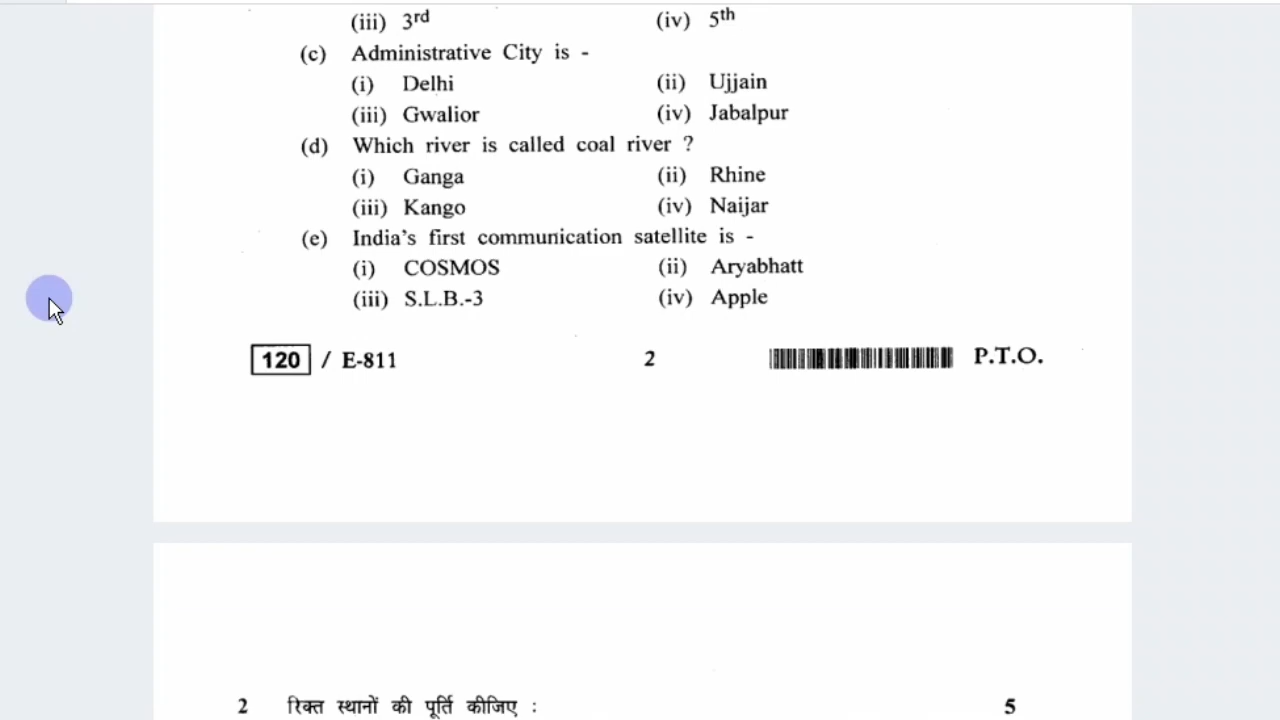 (iii) 3rd (iv) 5th
(c) Administrative City is -
(i) Delhi (ii) Ujjain
(iii) Gwalior (iv) Jabalpur
(d) Which river is called coal river ?
(i) Ganga (ii) Rhine
(iii) Kango (iv) Naijar
(e) India's first communication satellite is -
(i) COSMOS (ii) Aryabhatt
(iii) S.L.B.-3 (iv) Apple
120 / E-811 2 P.T.O.
2 रिक्त स्थानों की पूर्ति कीजिए : 5